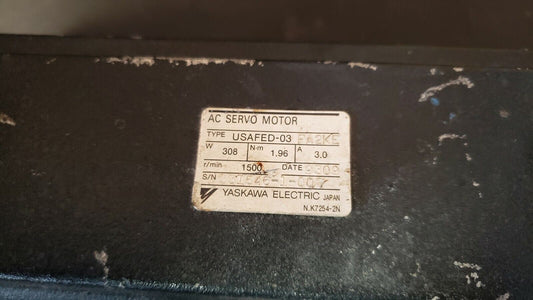 AC SERVO MOTOR
TYPE USAFED-03
W 308 N·m 1.96 A 3.0
r/min 1500 DATE
S/N
YASKAWA ELECTRIC JAPAN
N.K7254-2N